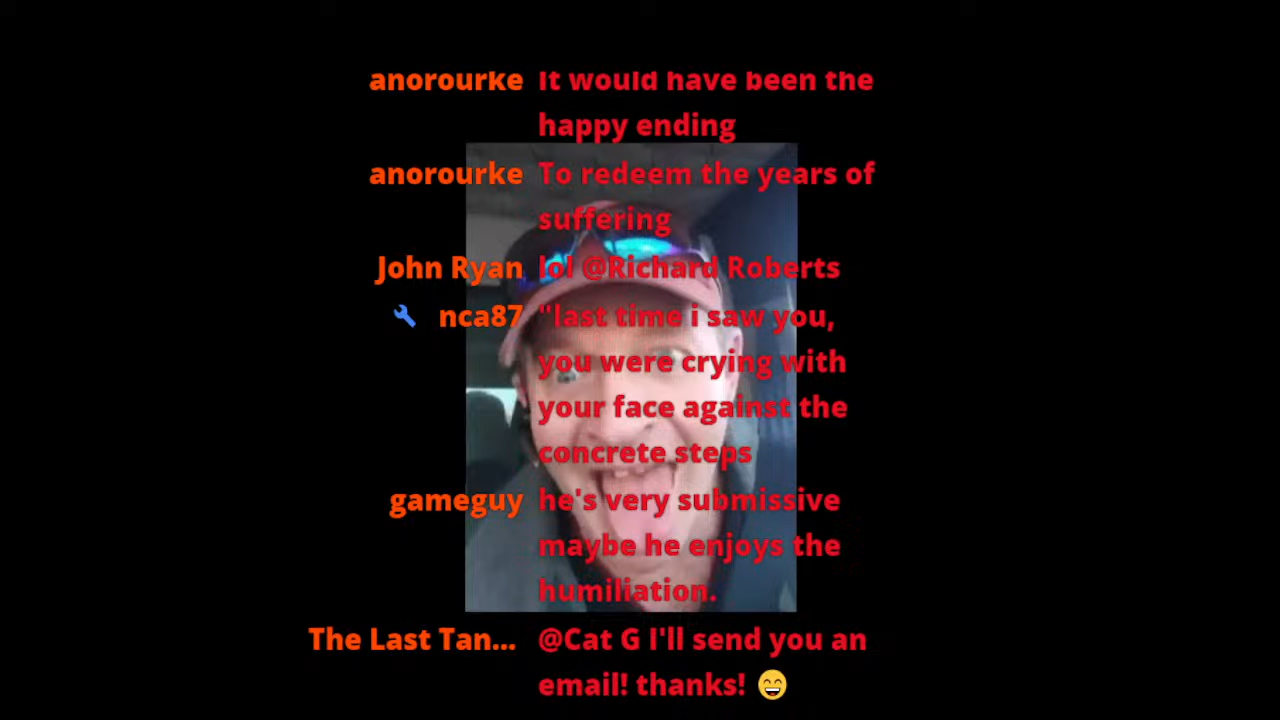 anorourke It would have been the
happy ending
anorourke To redeem the years of
suffering
John Ryan lol @Richard Roberts
nca87 "last time i saw you,
you were crying with
your face against the
concrete steps
gameguy he's very submissive
maybe he enjoys the
humiliation.
The Last Tan... @Cat G I'll send you an
email! thanks! 😄